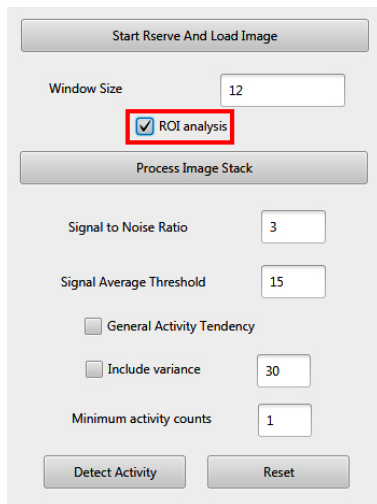 Start Rserve And Load Image
Window Size 12
ROI analysis
Process Image Stack
Signal to Noise Ratio 3
Signal Average Threshold 15
General Activity Tendency
Include variance 30
Minimum activity counts 1
Detect Activity Reset